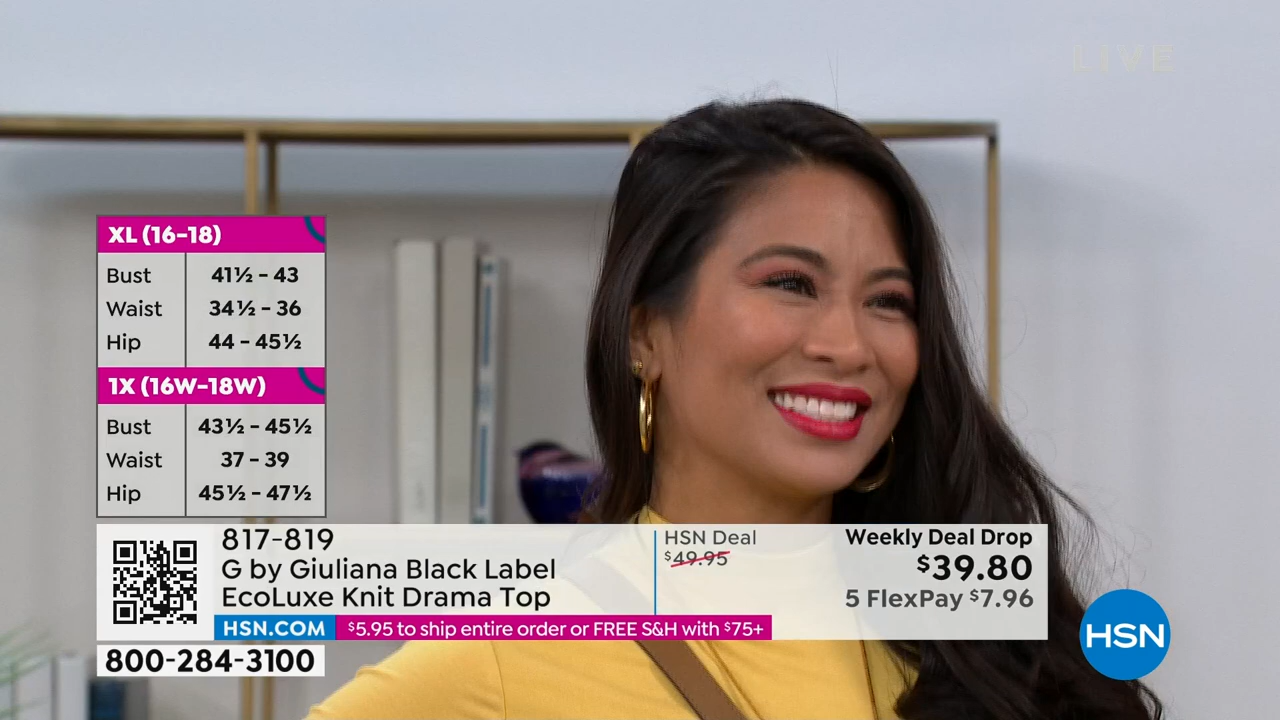 LIVE
XL (16-18)
Bust 41½ - 43
Waist 34½ - 36
Hip 44 - 45½
1X (16W-18W)
Bust 43½ - 45½
Waist 37 - 39
Hip 45½ - 47½
817-819
G by Giuliana Black Label
EcoLuxe Knit Drama Top
HSN Deal
$49.95
Weekly Deal Drop
$39.80
5 FlexPay $7.96
HSN.COM $5.95 to ship entire order or FREE S&H with $75+
800-284-3100
HSN